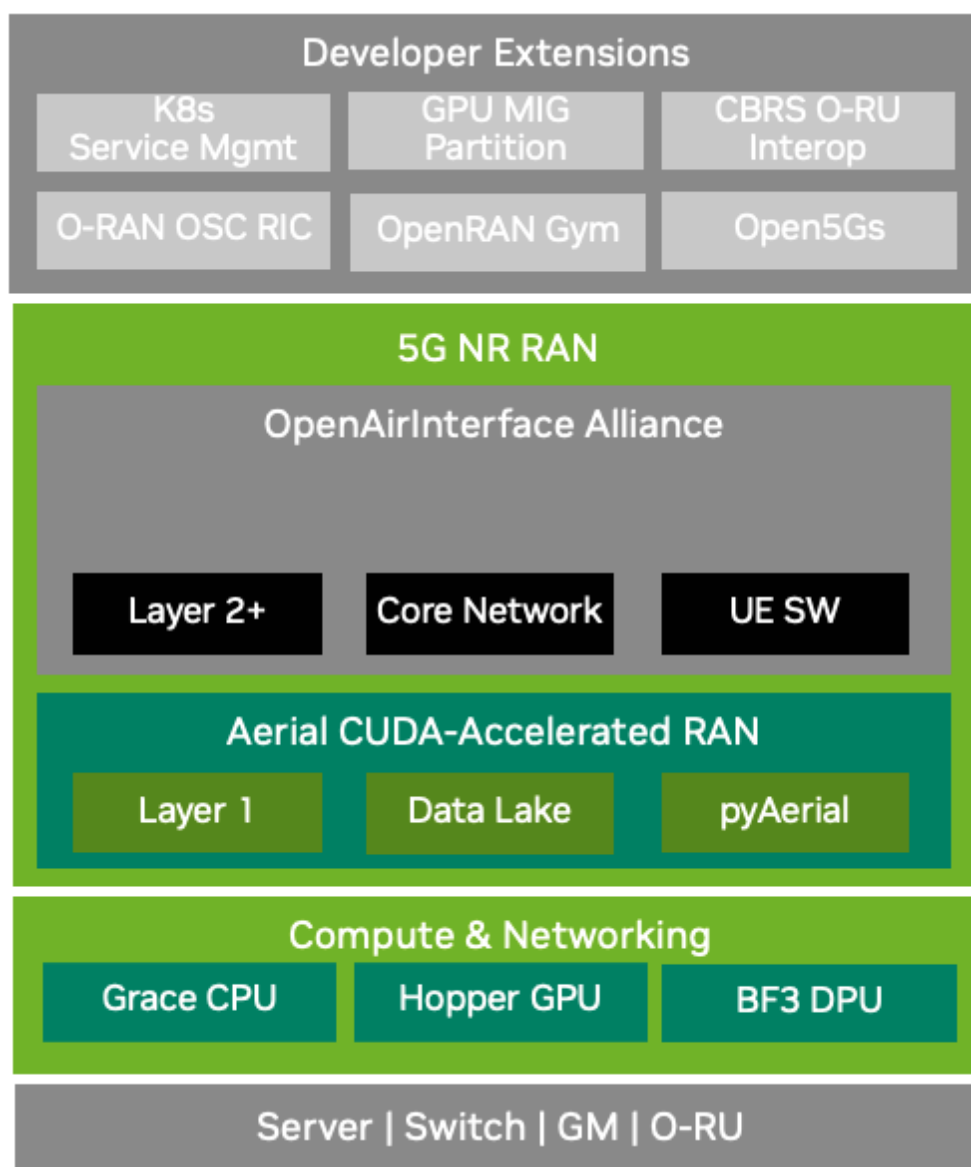 Developer Extensions
K8s
Service Mgmt
GPU MIG
Partition
CBRS O-RU
Interop
O-RAN OSC RIC
OpenRAN Gym
Open5Gs
5G NR RAN
OpenAirInterface Alliance
Layer 2+
Core Network
UE SW
Aerial CUDA-Accelerated RAN
Layer 1
Data Lake
pyAerial
Compute & Networking
Grace CPU
Hopper GPU
BF3 DPU
Server | Switch | GM | O-RU